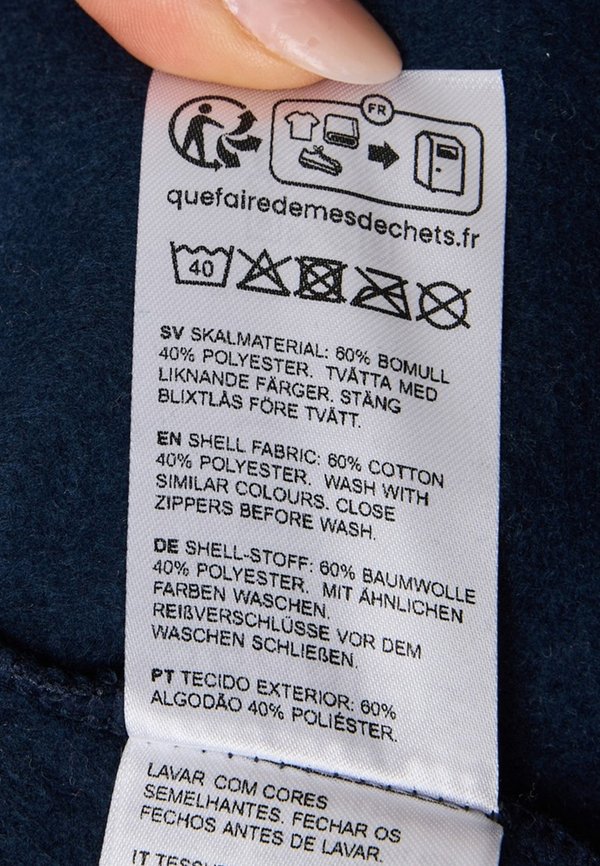 FR
quefairedemesdechets.fr
40
SV SKALMATERIAL: 60% BOMULL
40% POLYESTER. TVÄTTA MED
LIKNANDE FÄRGER. STÄNG
BLIXTLÅS FÖRE TVÄTT.
EN SHELL FABRIC: 60% COTTON
40% POLYESTER. WASH WITH
SIMILAR COLOURS. CLOSE
ZIPPERS BEFORE WASH.
DE SHELL-STOFF: 60% BAUMWOLLE
40% POLYESTER. MIT ÄHNLICHEN
FARBEN WASCHEN.
REIßVERSCHLÜSSE VOR DEM
WASCHEN SCHLIEßEN.
PT TECIDO EXTERIOR: 60%
ALGODÃO 40% POLIÉSTER.
LAVAR COM CORES
SEMELHANTES. FECHAR OS
FECHOS ANTES DE LAVAR.
IT